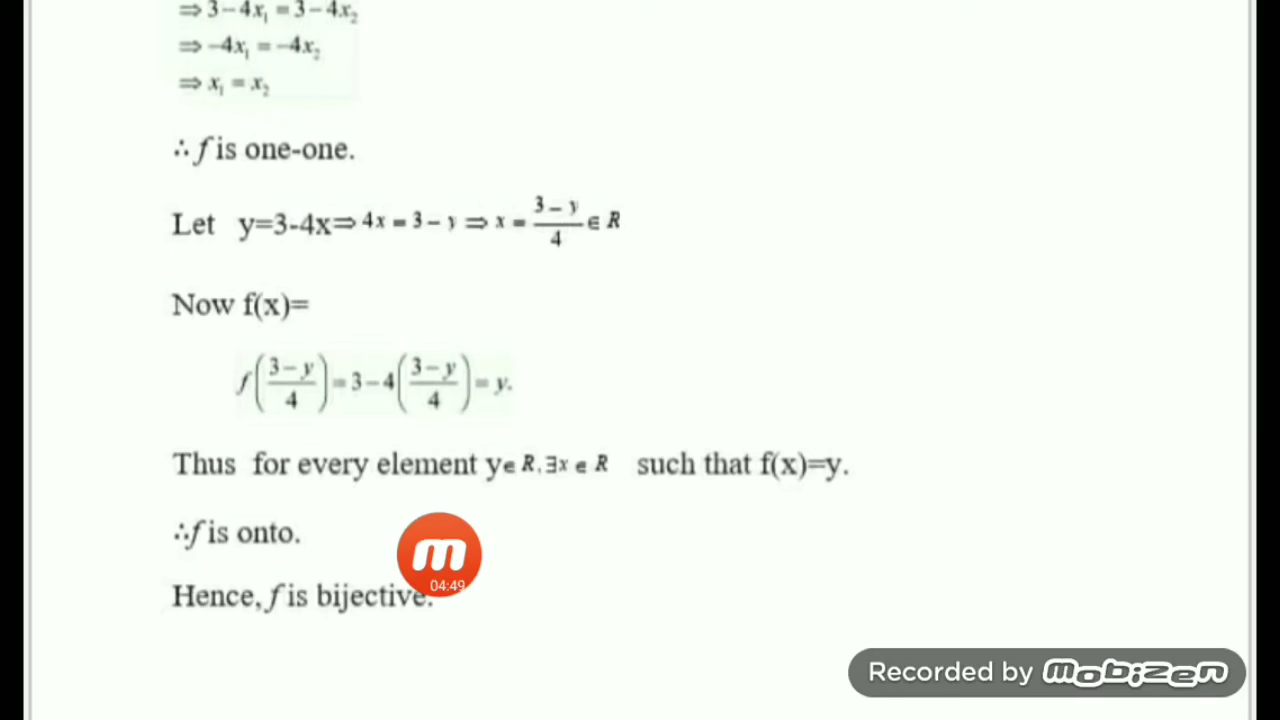 ⇒ 3 – 4x₁ = 3 – 4x₂
⇒ –4x₁ = –4x₂
⇒ x₁ = x₂
∴ f is one-one.
Let y=3-4x⇒ 4x = 3 – y ⇒ x = (3 – y)/4 ∈ R
Now f(x)=
f((3 – y)/4) = 3 – 4((3 – y)/4) = y.
Thus for every element y∈ R, ∃x ∈ R such that f(x)=y.
∴f is onto.
m
04:49
Hence, f is bijective.
Recorded by mobizen